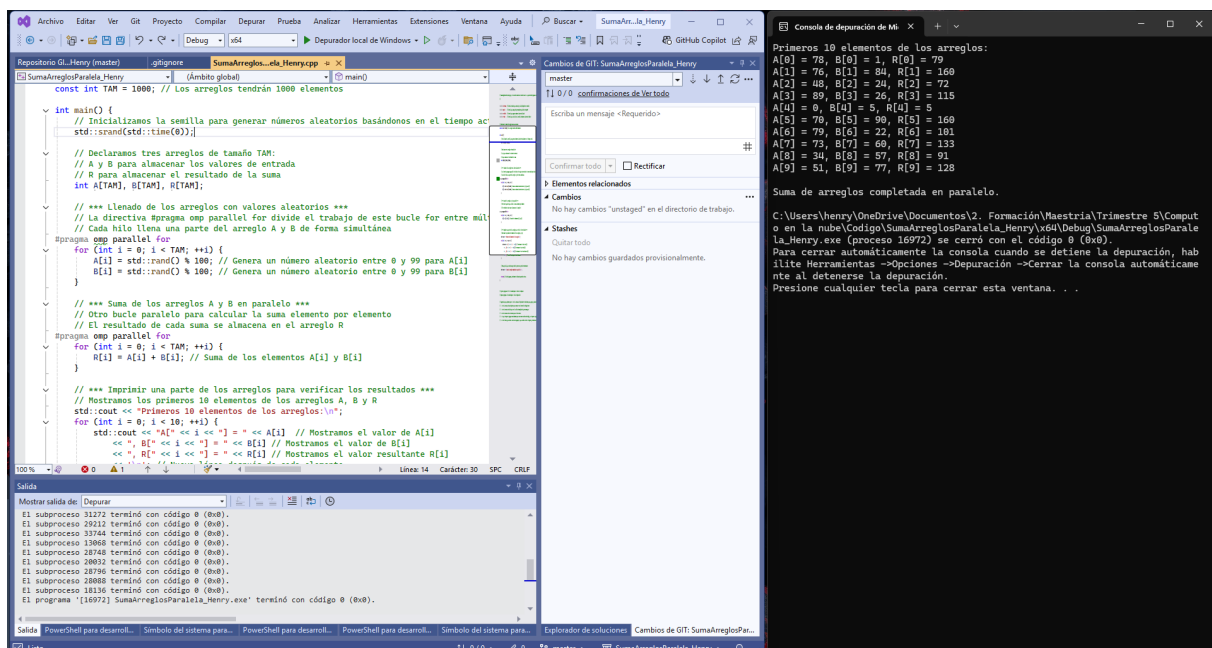 Archivo Editar Ver Git Proyecto Compilar Depurar Prueba Analizar Herramientas Extensiones Ventana Ayuda Buscar SumaArr...la_Henry
Debug x64 Depurador local de Windows GitHub Copilot
Repositorio GI...Henry (master) .gitignore SumaArreglos...ela_Henry.cpp
SumaArreglosParalela_Henry (Ámbito global) main()
const int TAM = 1000; // Los arreglos tendrán 1000 elementos
int main() {
// Inicializamos la semilla para generar números aleatorios basándonos en el tiempo ac
std::srand(std::time(0));
// Declaramos tres arreglos de tamaño TAM:
// A y B para almacenar los valores de entrada
// R para almacenar el resultado de la suma
int A[TAM], B[TAM], R[TAM];
// *** Llenado de los arreglos con valores aleatorios ***
// La directiva #pragma omp parallel for divide el trabajo de este bucle for entre múl
// Cada hilo llena una parte del arreglo A y B de forma simultánea
#pragma omp parallel for
for (int i = 0; i < TAM; ++i) {
A[i] = std::rand() % 100; // Genera un número aleatorio entre 0 y 99 para A[i]
B[i] = std::rand() % 100; // Genera un número aleatorio entre 0 y 99 para B[i]
}
// *** Suma de los arreglos A y B en paralelo ***
// Otro bucle paralelo para calcular la suma elemento por elemento
// El resultado de cada suma se almacena en el arreglo R
#pragma omp parallel for
for (int i = 0; i < TAM; ++i) {
R[i] = A[i] + B[i]; // Suma de los elementos A[i] y B[i]
}
// *** Imprimir una parte de los arreglos para verificar los resultados ***
// Mostramos los primeros 10 elementos de los arreglos A, B y R
std::cout << "Primeros 10 elementos de los arreglos:\n";
for (int i = 0; i < 10; ++i) {
std::cout << "A[" << i << "] = " << A[i] // Mostramos el valor de A[i]
<< ", B[" << i << "] = " << B[i] // Mostramos el valor de B[i]
<< ", R[" << i << "] = " << R[i] // Mostramos el valor resultante R[i]
100 % 0 1 Línea: 14 Carácter: 30 SPC CRLF
Salida
Mostrar salida de: Depurar
El subproceso 31272 terminó con código 0 (0x0).
El subproceso 29212 terminó con código 0 (0x0).
El subproceso 33744 terminó con código 0 (0x0).
El subproceso 13068 terminó con código 0 (0x0).
El subproceso 28748 terminó con código 0 (0x0).
El subproceso 20032 terminó con código 0 (0x0).
El subproceso 28796 terminó con código 0 (0x0).
El subproceso 28088 terminó con código 0 (0x0).
El subproceso 18136 terminó con código 0 (0x0).
El programa '[16972] SumaArreglosParalela_Henry.exe' terminó con código 0 (0x0).
Salida PowerShell para desarroll... Símbolo del sistema para... PowerShell para desarroll... PowerShell para desarroll... Símbolo del sistema para...
Cambios de GIT: SumaArreglosParalela_Henry
master
0 / 0 confirmaciones de Ver todo
Escriba un mensaje <Requerido>
Confirmar todo Rectificar
Elementos relacionados
Cambios
No hay cambios "unstaged" en el directorio de trabajo.
Stashes
Quitar todo
No hay cambios guardados provisionalmente.
Explorador de soluciones Cambios de GIT: SumaArreglosPar...
Consola de depuración de Mi
Primeros 10 elementos de los arreglos:
A[0] = 78, B[0] = 1, R[0] = 79
A[1] = 76, B[1] = 84, R[1] = 160
A[2] = 48, B[2] = 24, R[2] = 72
A[3] = 89, B[3] = 26, R[3] = 115
A[4] = 0, B[4] = 5, R[4] = 5
A[5] = 70, B[5] = 90, R[5] = 160
A[6] = 79, B[6] = 22, R[6] = 101
A[7] = 73, B[7] = 60, R[7] = 133
A[8] = 34, B[8] = 57, R[8] = 91
A[9] = 51, B[9] = 77, R[9] = 128
Suma de arreglos completada en paralelo.
C:\Users\henry\OneDrive\Documentos\2. Formación\Maestria\Trimestre 5\Comput
o en la nube\Codigo\SumaArreglosParalela_Henry\x64\Debug\SumaArreglosParale
la_Henry.exe (proceso 16972) se cerró con el código 0 (0x0).
Para cerrar automáticamente la consola cuando se detiene la depuración, hab
ilite Herramientas ->Opciones ->Depuración ->Cerrar la consola automáticame
nte al detenerse la depuración.
Presione cualquier tecla para cerrar esta ventana. . .